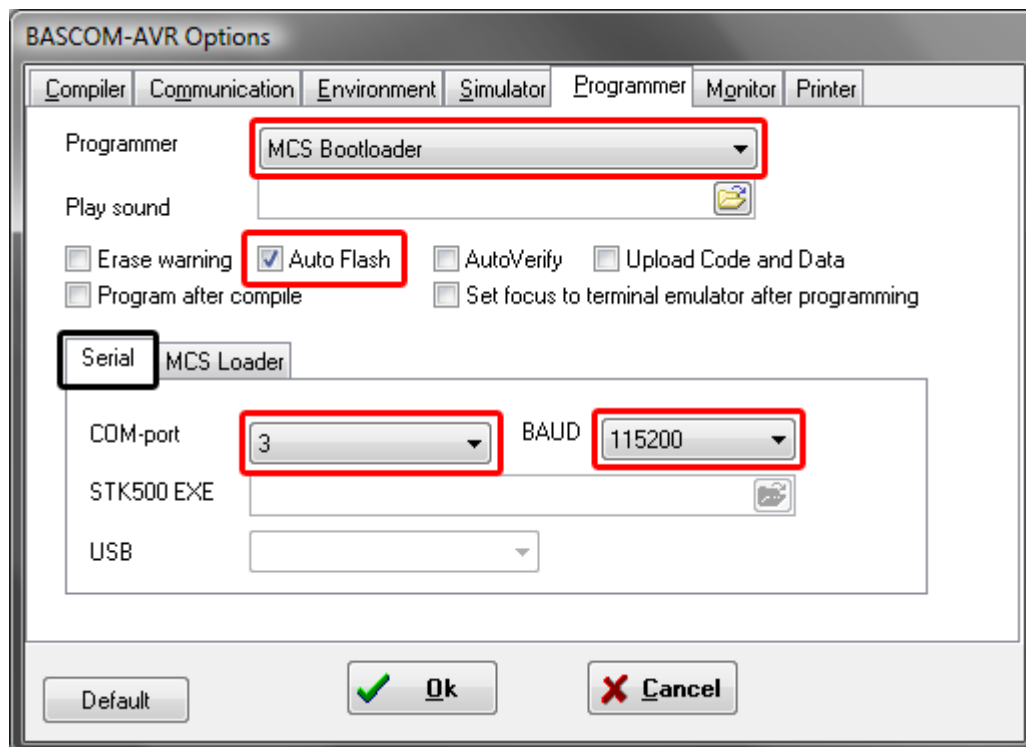 BASCOM-AVR Options
Compiler Communication Environment Simulator Programmer Monitor Printer
Programmer MCS Bootloader
Play sound
Erase warning Auto Flash AutoVerify Upload Code and Data
Program after compile Set focus to terminal emulator after programming
Serial MCS Loader
COM-port 3 BAUD 115200
STK500 EXE
USB
Default Ok Cancel